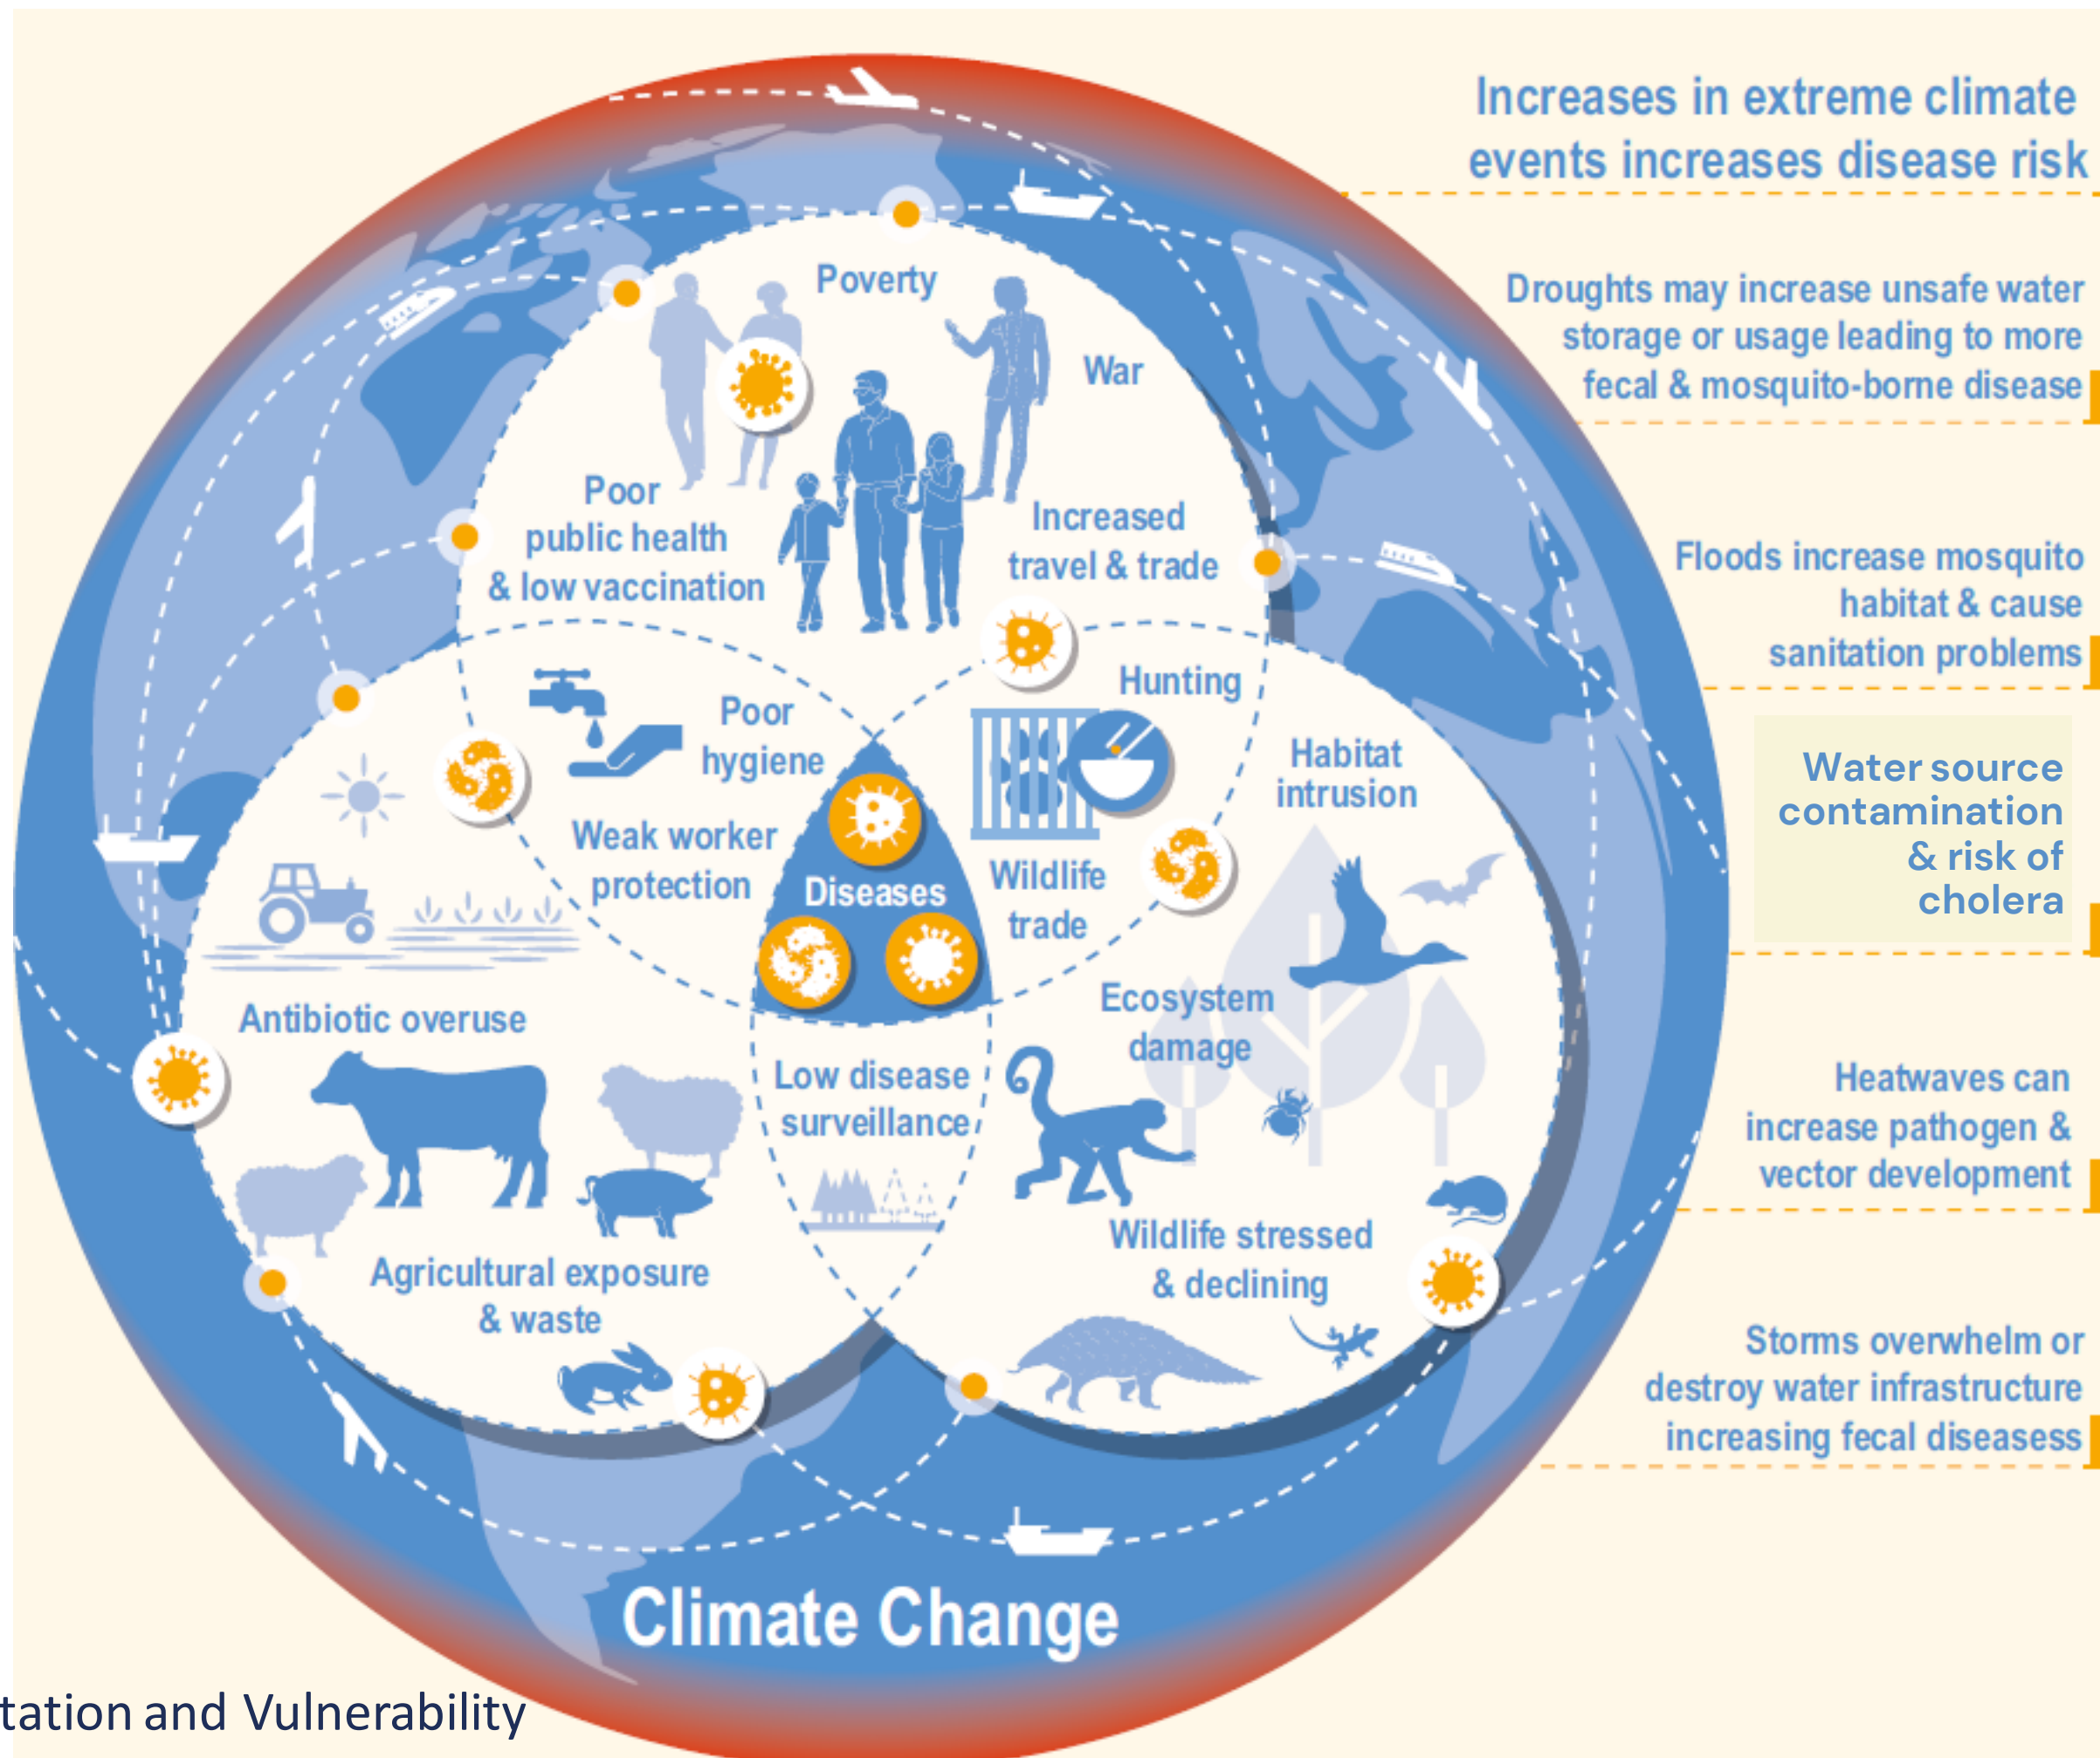 Increases in extreme climate
events increases disease risk
Droughts may increase unsafe water
storage or usage leading to more
fecal & mosquito-borne disease
Floods increase mosquito
habitat & cause
sanitation problems
Water source
contamination
& risk of
cholera
Heatwaves can
increase pathogen &
vector development
Storms overwhelm or
destroy water infrastructure
increasing fecal diseasess
Poverty
War
Poor
public health
& low vaccination
Increased
travel & trade
Poor
hygiene
Weak worker
protection
Hunting
Wildlife
trade
Habitat
intrusion
Diseases
Antibiotic overuse
Ecosystem
damage
Low disease
surveillance
Agricultural exposure
& waste
Wildlife stressed
& declining
Climate Change
tation and Vulnerability